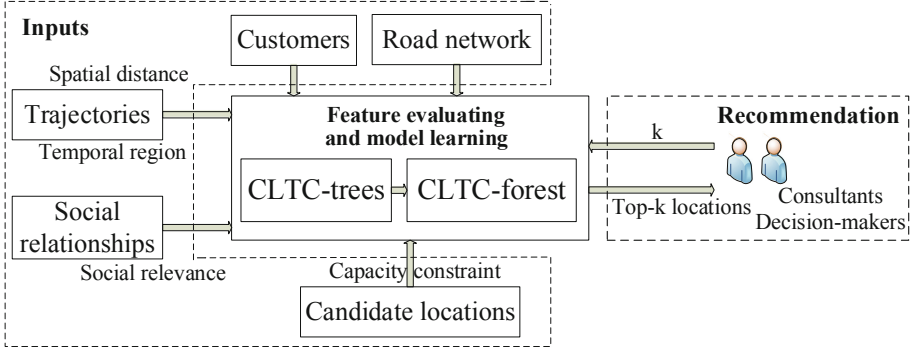 Inputs
Customers
Road network
Spatial distance
Trajectories
Temporal region
Social
relationships
Social relevance
Feature evaluating
and model learning
CLTC-trees
CLTC-forest
Capacity constraint
Candidate locations
Recommendation
k
Top-k locations
Consultants
Decision-makers